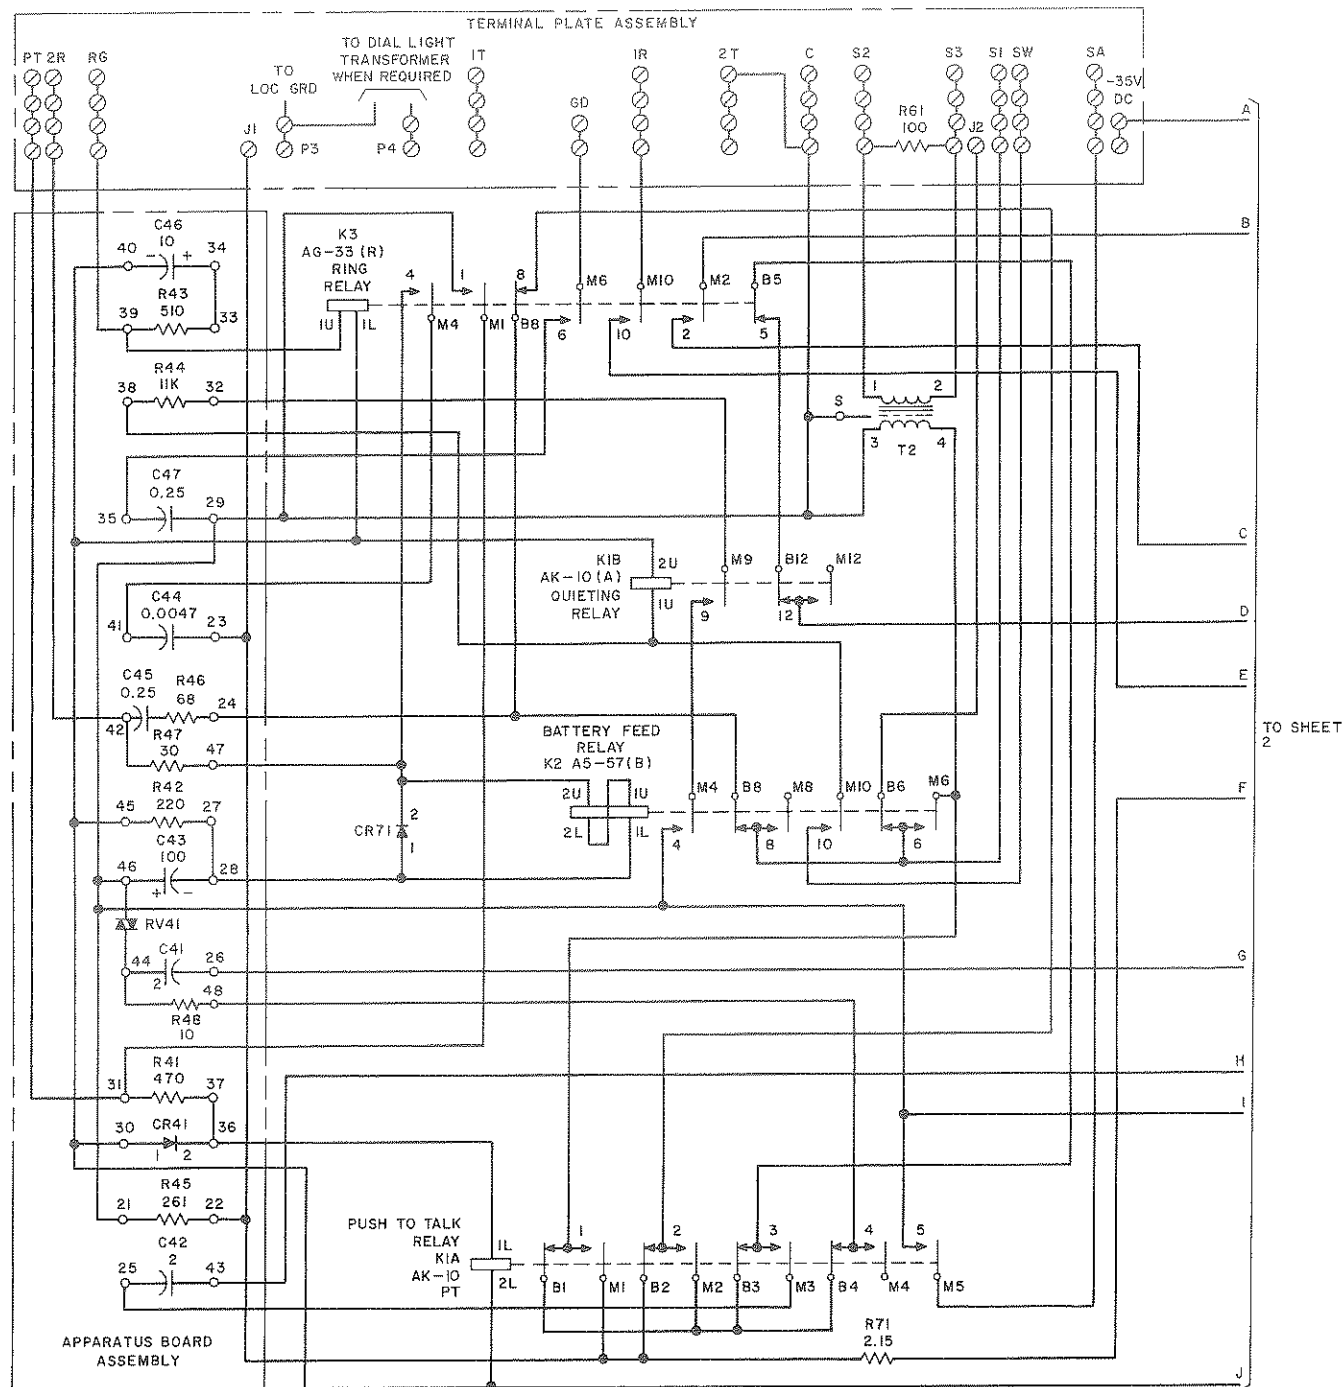 TERMINAL PLATE ASSEMBLY
PT 2R RG
TO
LOC GRD
TO DIAL LIGHT
TRANSFORMER
WHEN REQUIRED
1T
GD
1R
2T
C
S2
S3
S1 SW
SA
-35V
DC
R61
100
J1
P3
P4
J2
A
C46
10
40
-
+
34
R43
510
39
33
K3
AG-33 (R)
RING
RELAY
1U
1L
4
M4
1
M1
8
B8
M6
6
M10
10
M2
2
B5
5
B
R44
11K
38
32
1
2
S
3
4
T2
C47
0.25
35
29
C
K1B
AK-10 (A)
QUIETING
RELAY
2U
1U
M9
9
B12
12
M12
D
C44
0.0047
41
23
E
C45
0.25
R46
68
24
42
R47
30
47
BATTERY FEED
RELAY
K2 A5-57(B)
2U
1U
2L
1L
M4
4
B8
8
M8
M10
10
B6
6
M6
TO SHEET
2
F
R42
220
45
27
CR71
2
1
C43
100
46
28
+
-
RV41
C41
2
44
26
G
48
R48
10
R41
470
31
37
H
I
30
CR41
36
1
2
R45
261
21
22
C42
2
25
43
PUSH TO TALK
RELAY
K1A
AK-10
PT
1L
2L
1
2
3
4
5
B1
M1
B2
M2
B3
M3
B4
M4
M5
R71
2.15
J
APPARATUS BOARD
ASSEMBLY